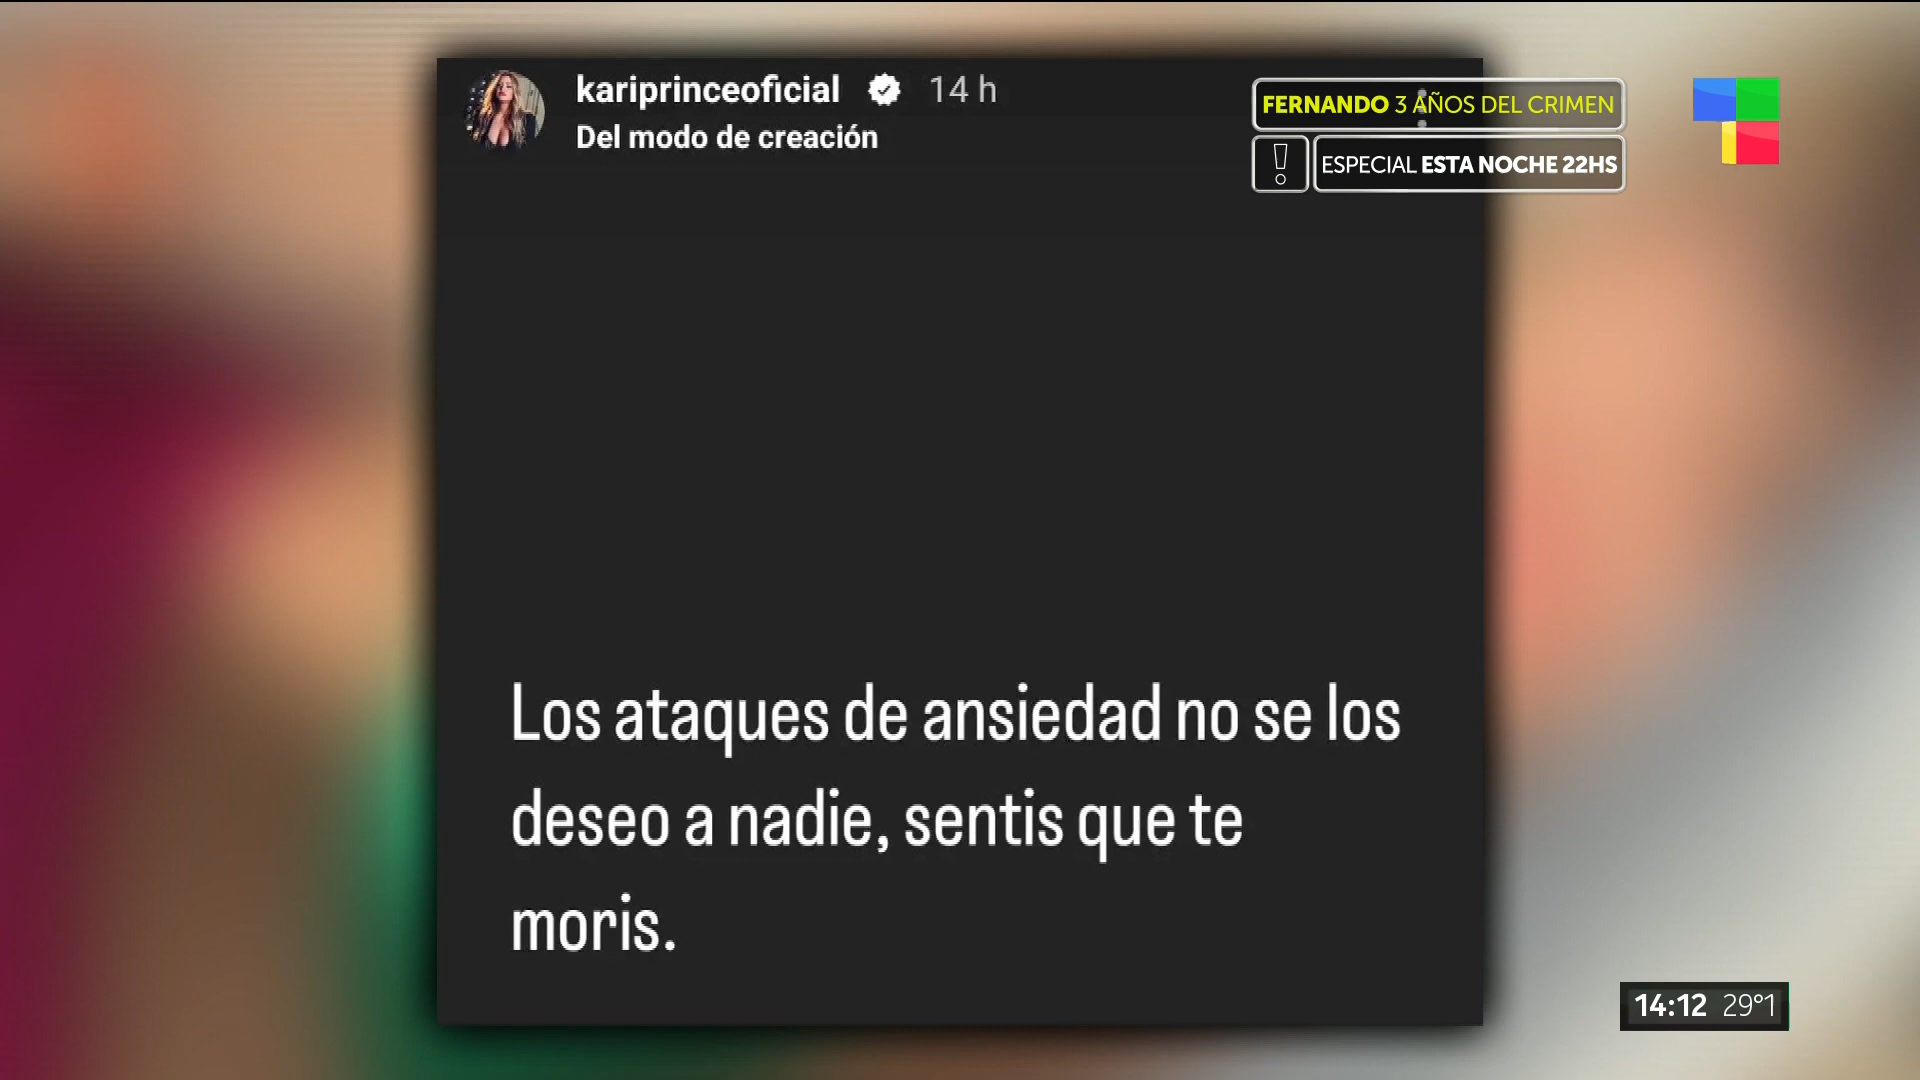 kariprinceoficial 14 h
Del modo de creación
FERNANDO 3 AÑOS DEL CRIMEN
ESPECIAL ESTA NOCHE 22HS
Los ataques de ansiedad no se los
deseo a nadie, sentis que te
moris.
14:12 29°1